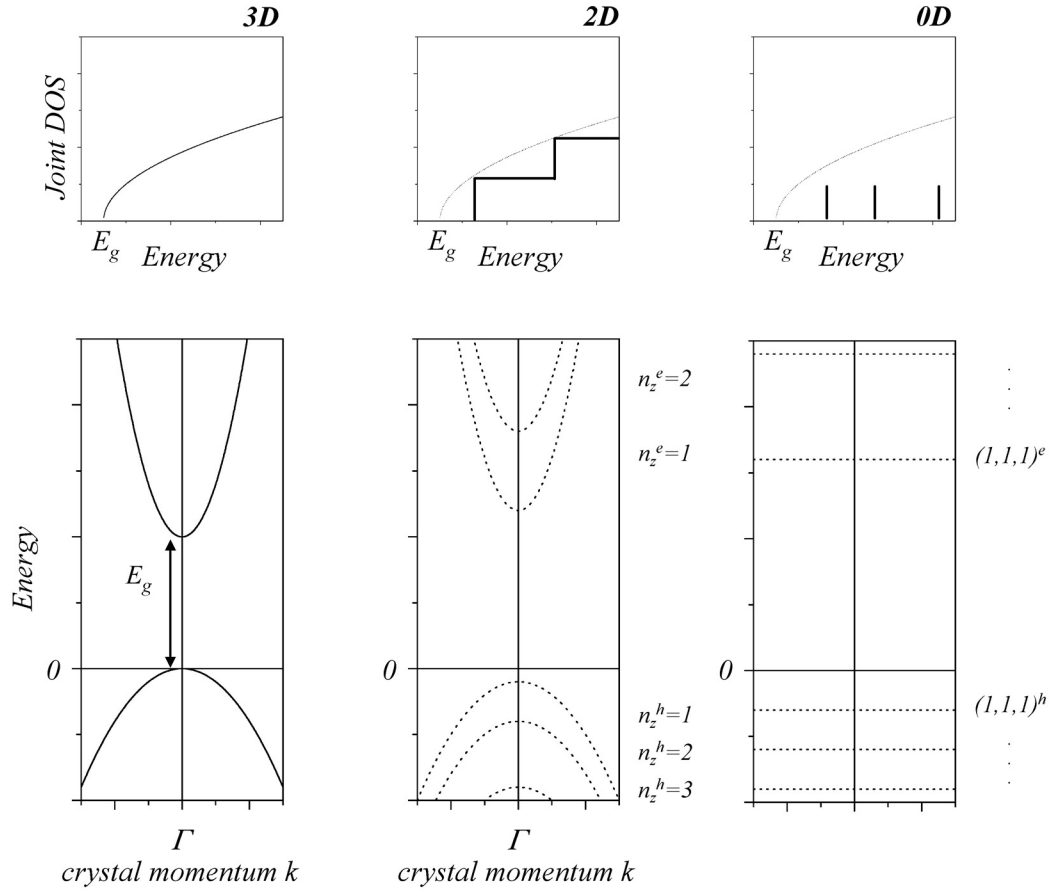 3D
2D
0D
Joint DOS
E_g
Energy
E_g
Energy
E_g
Energy
Energy
E_g
0
Γ
crystal momentum k
n_z^e=2
n_z^e=1
0
n_z^h=1
n_z^h=2
n_z^h=3
Γ
crystal momentum k
.
.
.
(1,1,1)^e
0
(1,1,1)^h
.
.
.